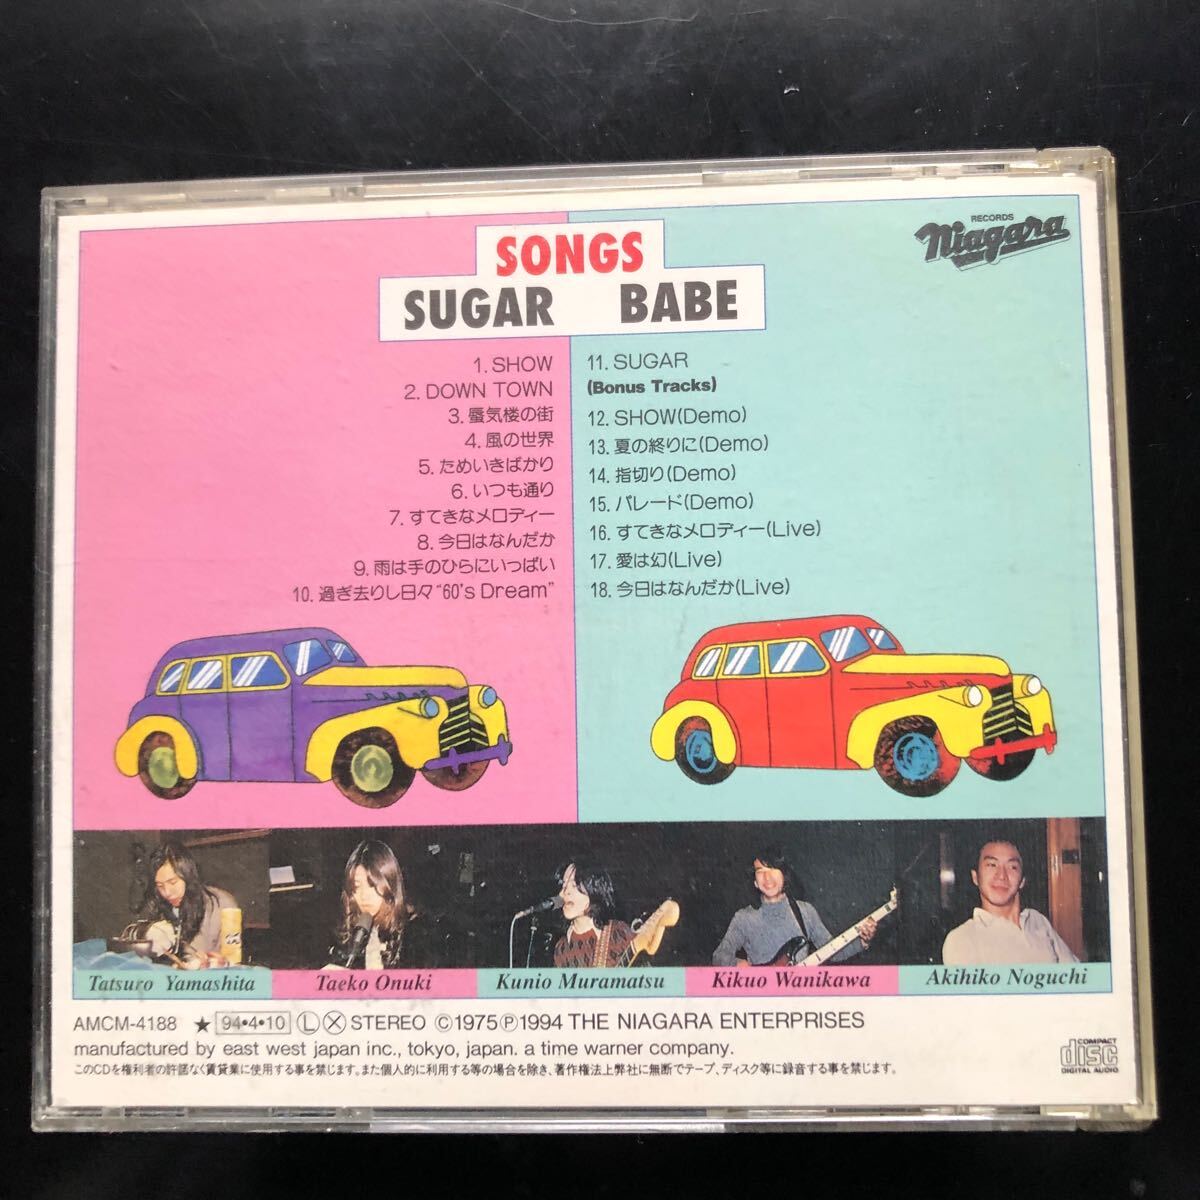 RECORDS
Niagara
SONGS
SUGAR BABE
1. SHOW
2. DOWN TOWN
3. 蜃気楼の街
4. 風の世界
5. ためいきばかり
6. いつも通り
7. すてきなメロディー
8. 今日はなんだか
9. 雨は手のひらにいっぱい
10. 過ぎ去りし日々“60's Dream”
11. SUGAR
(Bonus Tracks)
12. SHOW(Demo)
13. 夏の終りに(Demo)
14. 指切り(Demo)
15. パレード(Demo)
16. すてきなメロディー(Live)
17. 愛は幻(Live)
18. 今日はなんだか(Live)
Tatsuro Yamashita
Taeko Onuki
Kunio Muramatsu
Kikuo Wanikawa
Akihiko Noguchi
AMCM-4188 ★ 94•4•10 Ⓛ Ⓧ STEREO ©1975 ℗1994 THE NIAGARA ENTERPRISES
manufactured by east west japan inc., tokyo, japan. a time warner company.
このCDを権利者の許諾なく賃貸業に使用する事を禁じます。また個人的に利用する等の場合を除き、著作権法上弊社に無断でテープ、ディスク等に録音する事を禁じます。
COMPACT
disc
DIGITAL AUDIO